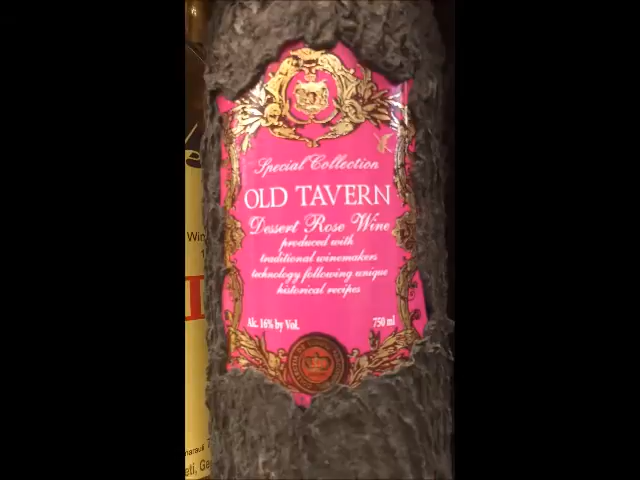 Special Collection
OLD TAVERN
Dessert Rose Wine
produced with
traditional winemakers
technology following unique
historical recipes
Alc. 16% by Vol. 750 ml
Win